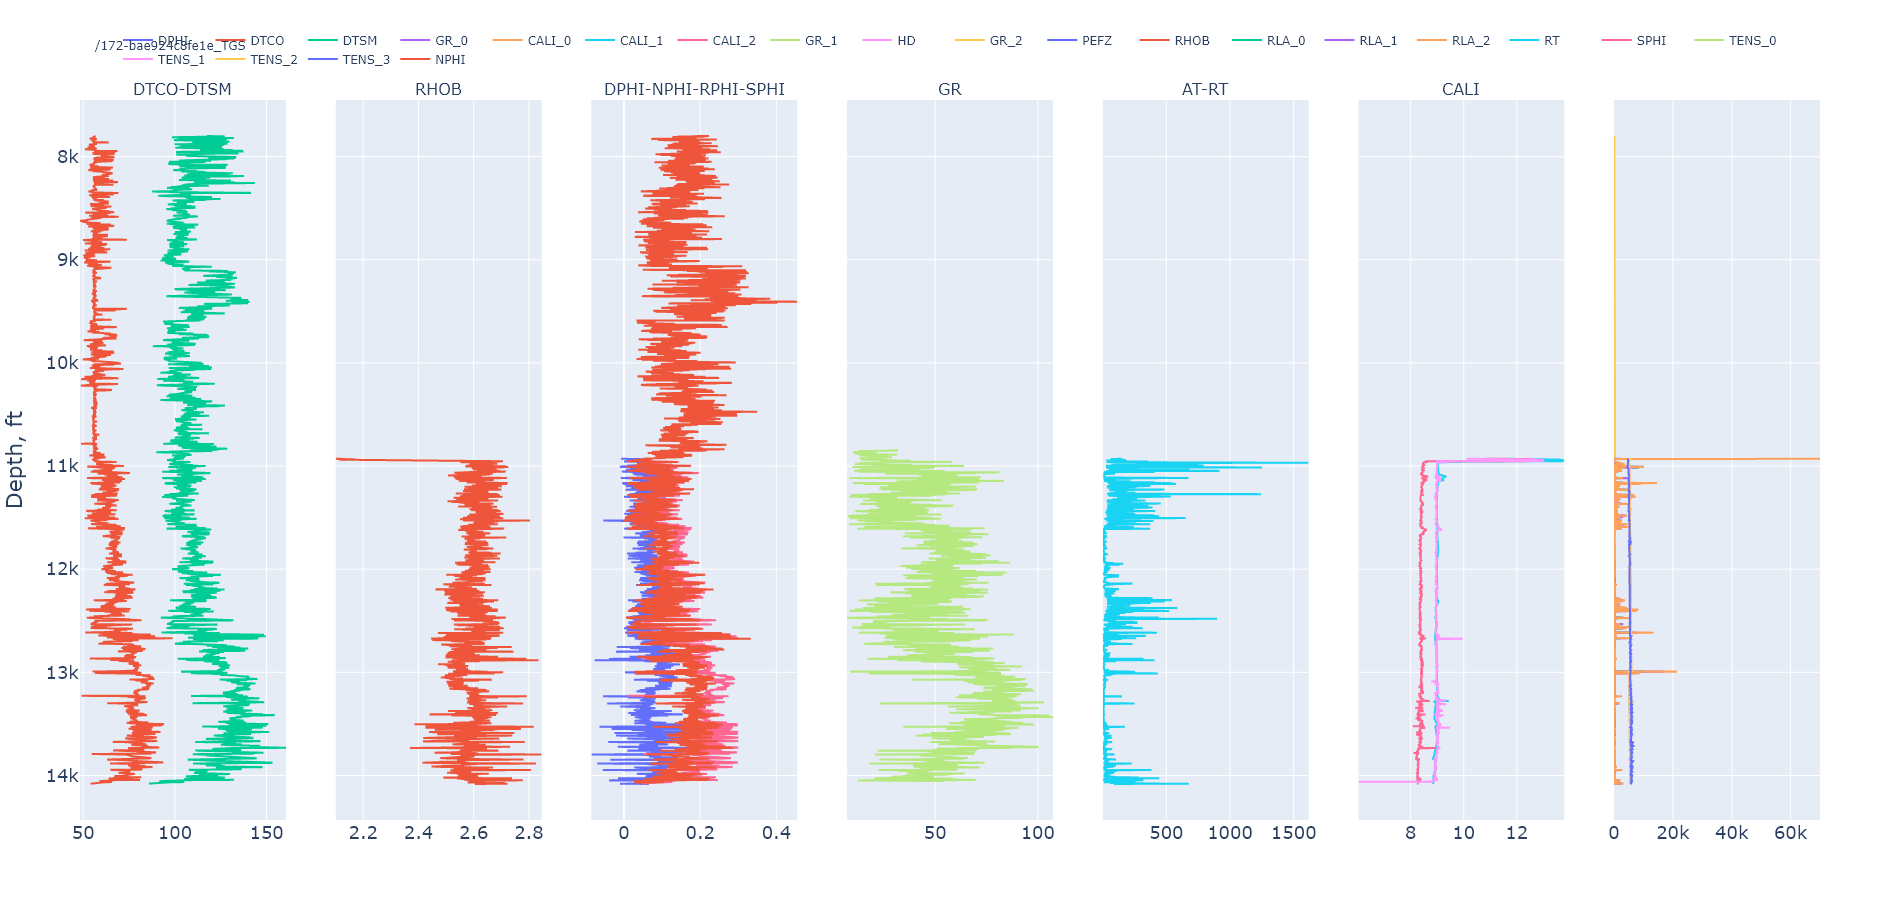 DPHI DTCO DTSM GR_0 CALI_0 CALI_1 CALI_2 GR_1 HD GR_2 PEFZ RHOB RLA_0 RLA_1 RLA_2 RT SPHI TENS_0
/172-bae924c8fe1e_TGS
TENS_1 TENS_2 TENS_3 NPHI
DTCO-DTSM RHOB DPHI-NPHI-RPHI-SPHI GR AT-RT CALI
8k
9k
10k
11k
12k
13k
14k
Depth, ft
50 100 150 2.2 2.4 2.6 2.8 0 0.2 0.4 50 100 500 1000 1500 8 10 12 0 20k 40k 60k